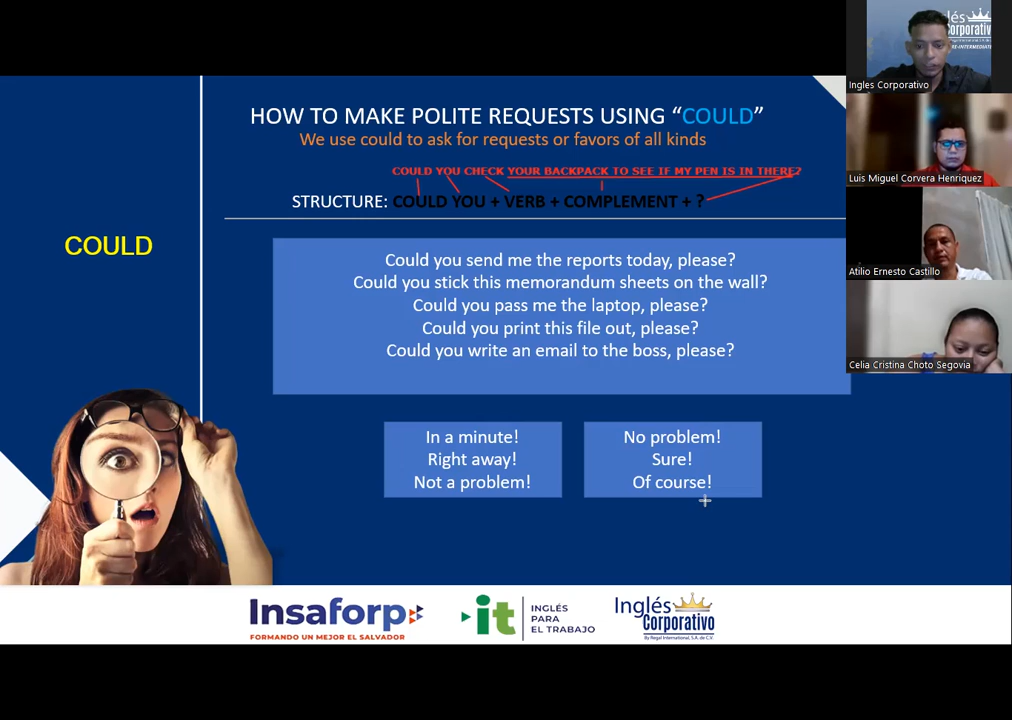 HOW TO MAKE POLITE REQUESTS USING “COULD”
We use could to ask for requests or favors of all kinds
COULD YOU CHECK YOUR BACKPACK TO SEE IF MY PEN IS IN THERE?
STRUCTURE: COULD YOU + VERB + COMPLEMENT + ?
COULD
Could you send me the reports today, please?
Could you stick this memorandum sheets on the wall?
Could you pass me the laptop, please?
Could you print this file out, please?
Could you write an email to the boss, please?
In a minute!
Right away!
Not a problem!
No problem!
Sure!
Of course!
Insaforp
FORMANDO UN MEJOR EL SALVADOR
it
INGLÉS
PARA
EL TRABAJO
Inglés
Corporativo
By Regal International, S.A. de C.V.
Ingles Corporativo
Luis Miguel Corvera Henriquez
Atilio Ernesto Castillo
Celia Cristina Choto Segovia